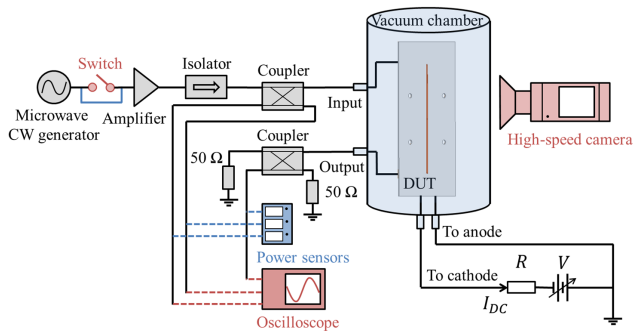 Vacuum chamber
Switch
Isolator
Coupler
Microwave
CW generator
Amplifier
Input
High-speed camera
Coupler
50 Ω
Output
50 Ω
DUT
Power sensors
To anode
To cathode
R
V
I_DC
Oscilloscope